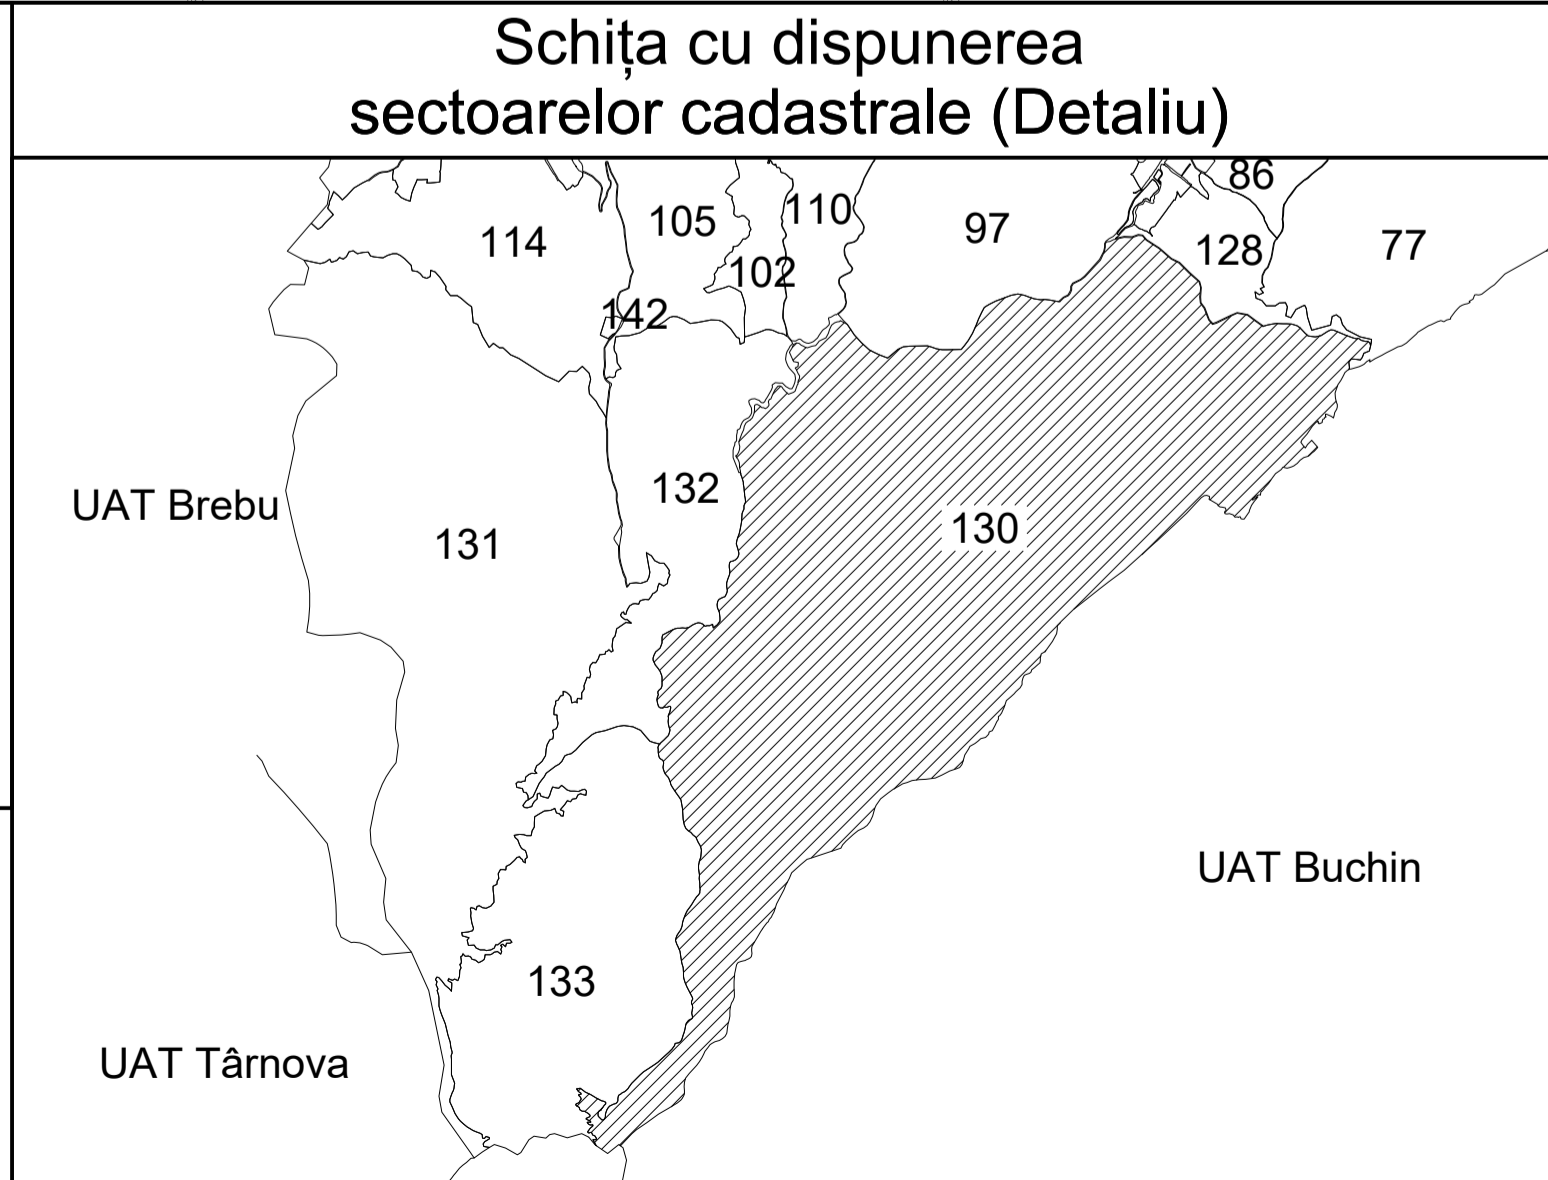 Schița cu dispunerea
sectoarelor cadastrale (Detaliu)
86
105
110
97
114
128
77
102
142
132
UAT Brebu
130
131
UAT Buchin
133
UAT Târnova